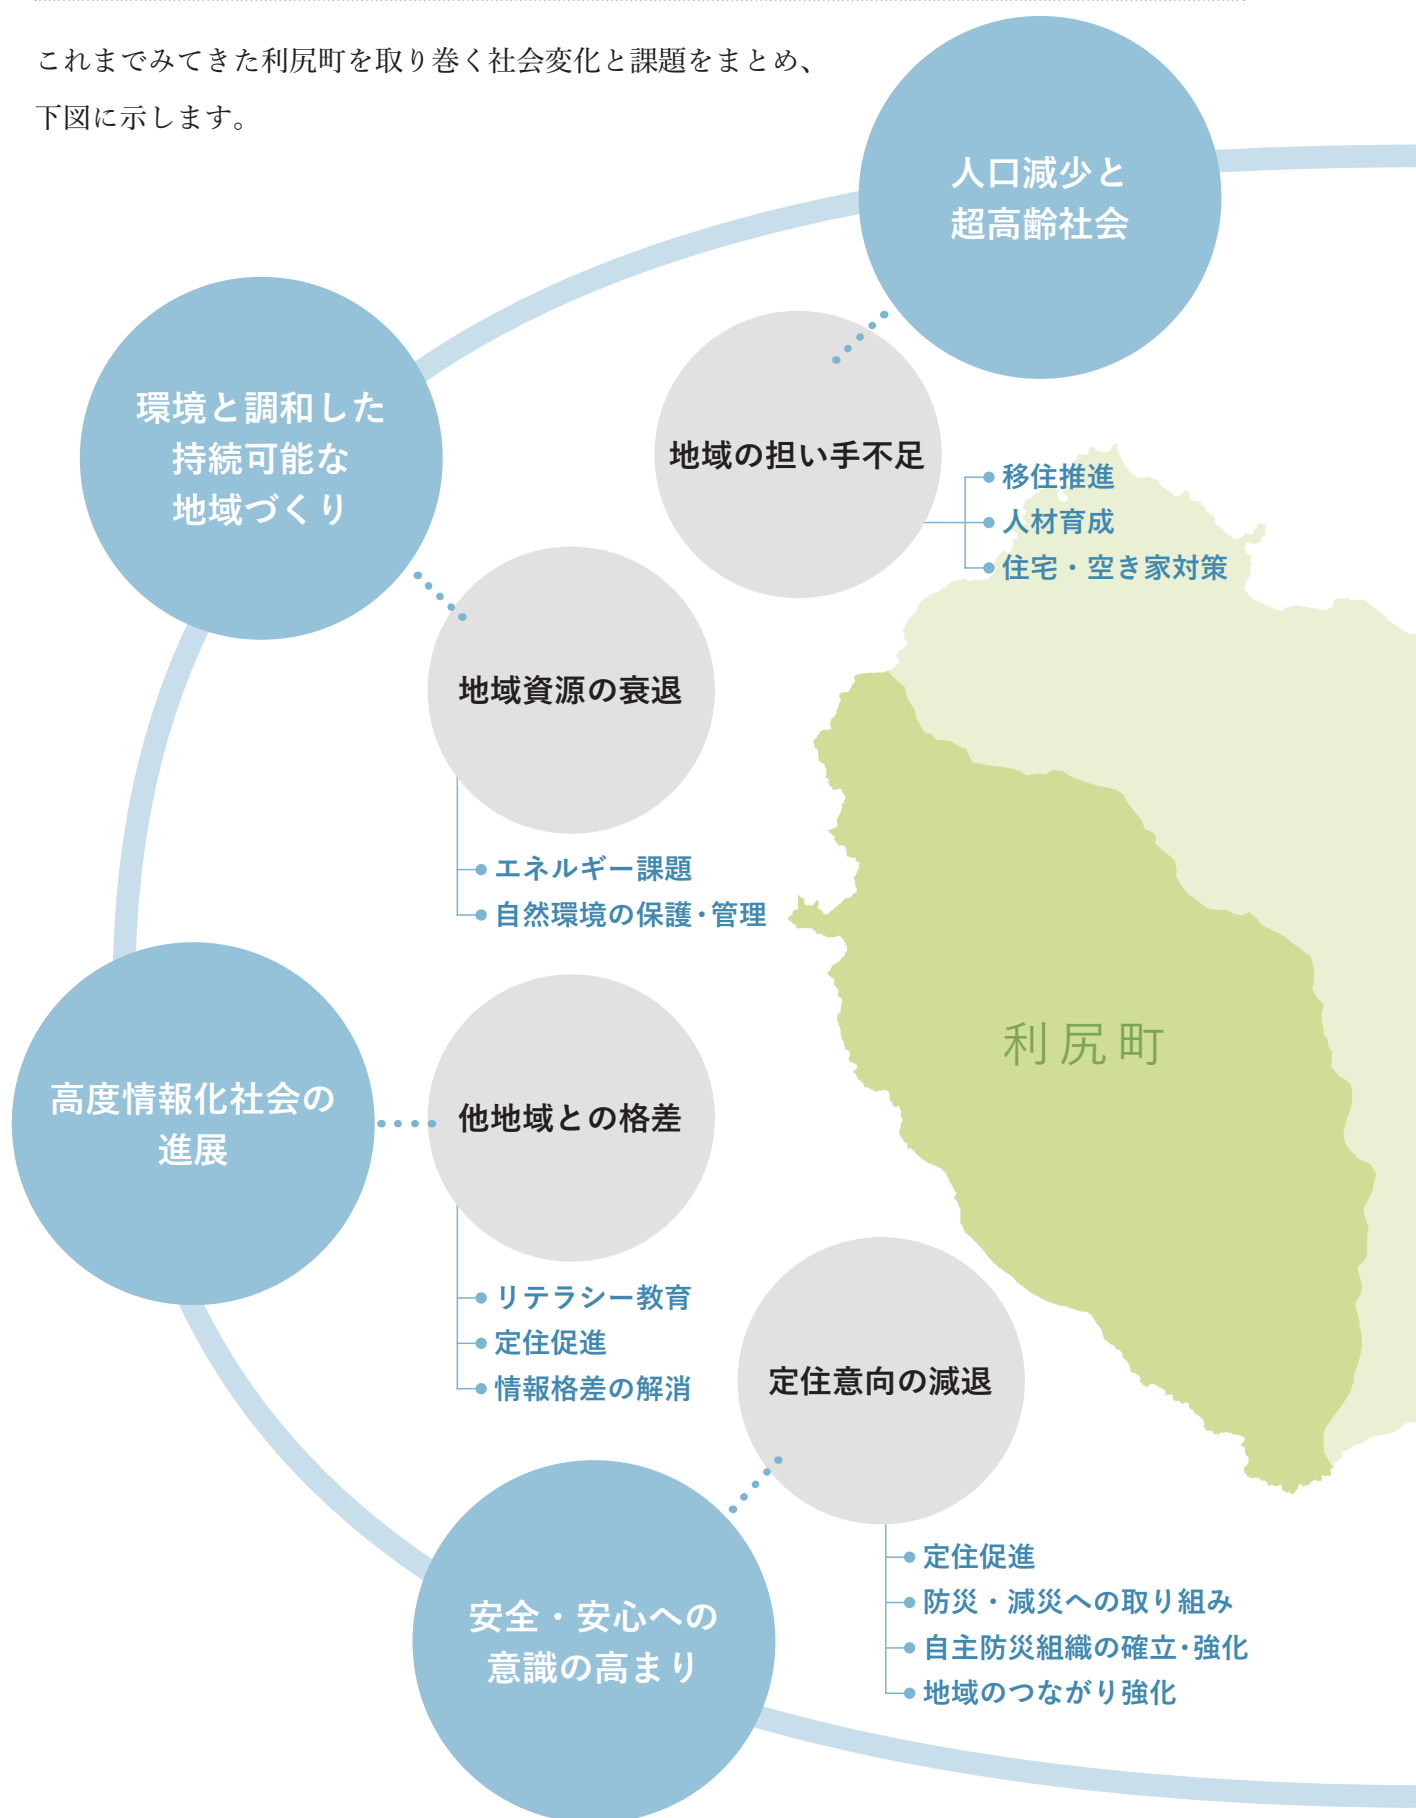 これまでみてきた利尻町を取り巻く社会変化と課題をまとめ、
下図に示します。
人口減少と
超高齢社会
地域の担い手不足
移住推進
人材育成
住宅・空き家対策
環境と調和した
持続可能な
地域づくり
地域資源の衰退
エネルギー課題
自然環境の保護・管理
高度情報化社会の
進展
他地域との格差
リテラシー教育
定住促進
情報格差の解消
利尻町
定住意向の減退
定住促進
防災・減災への取り組み
自主防災組織の確立・強化
地域のつながり強化
安全・安心への
意識の高まり